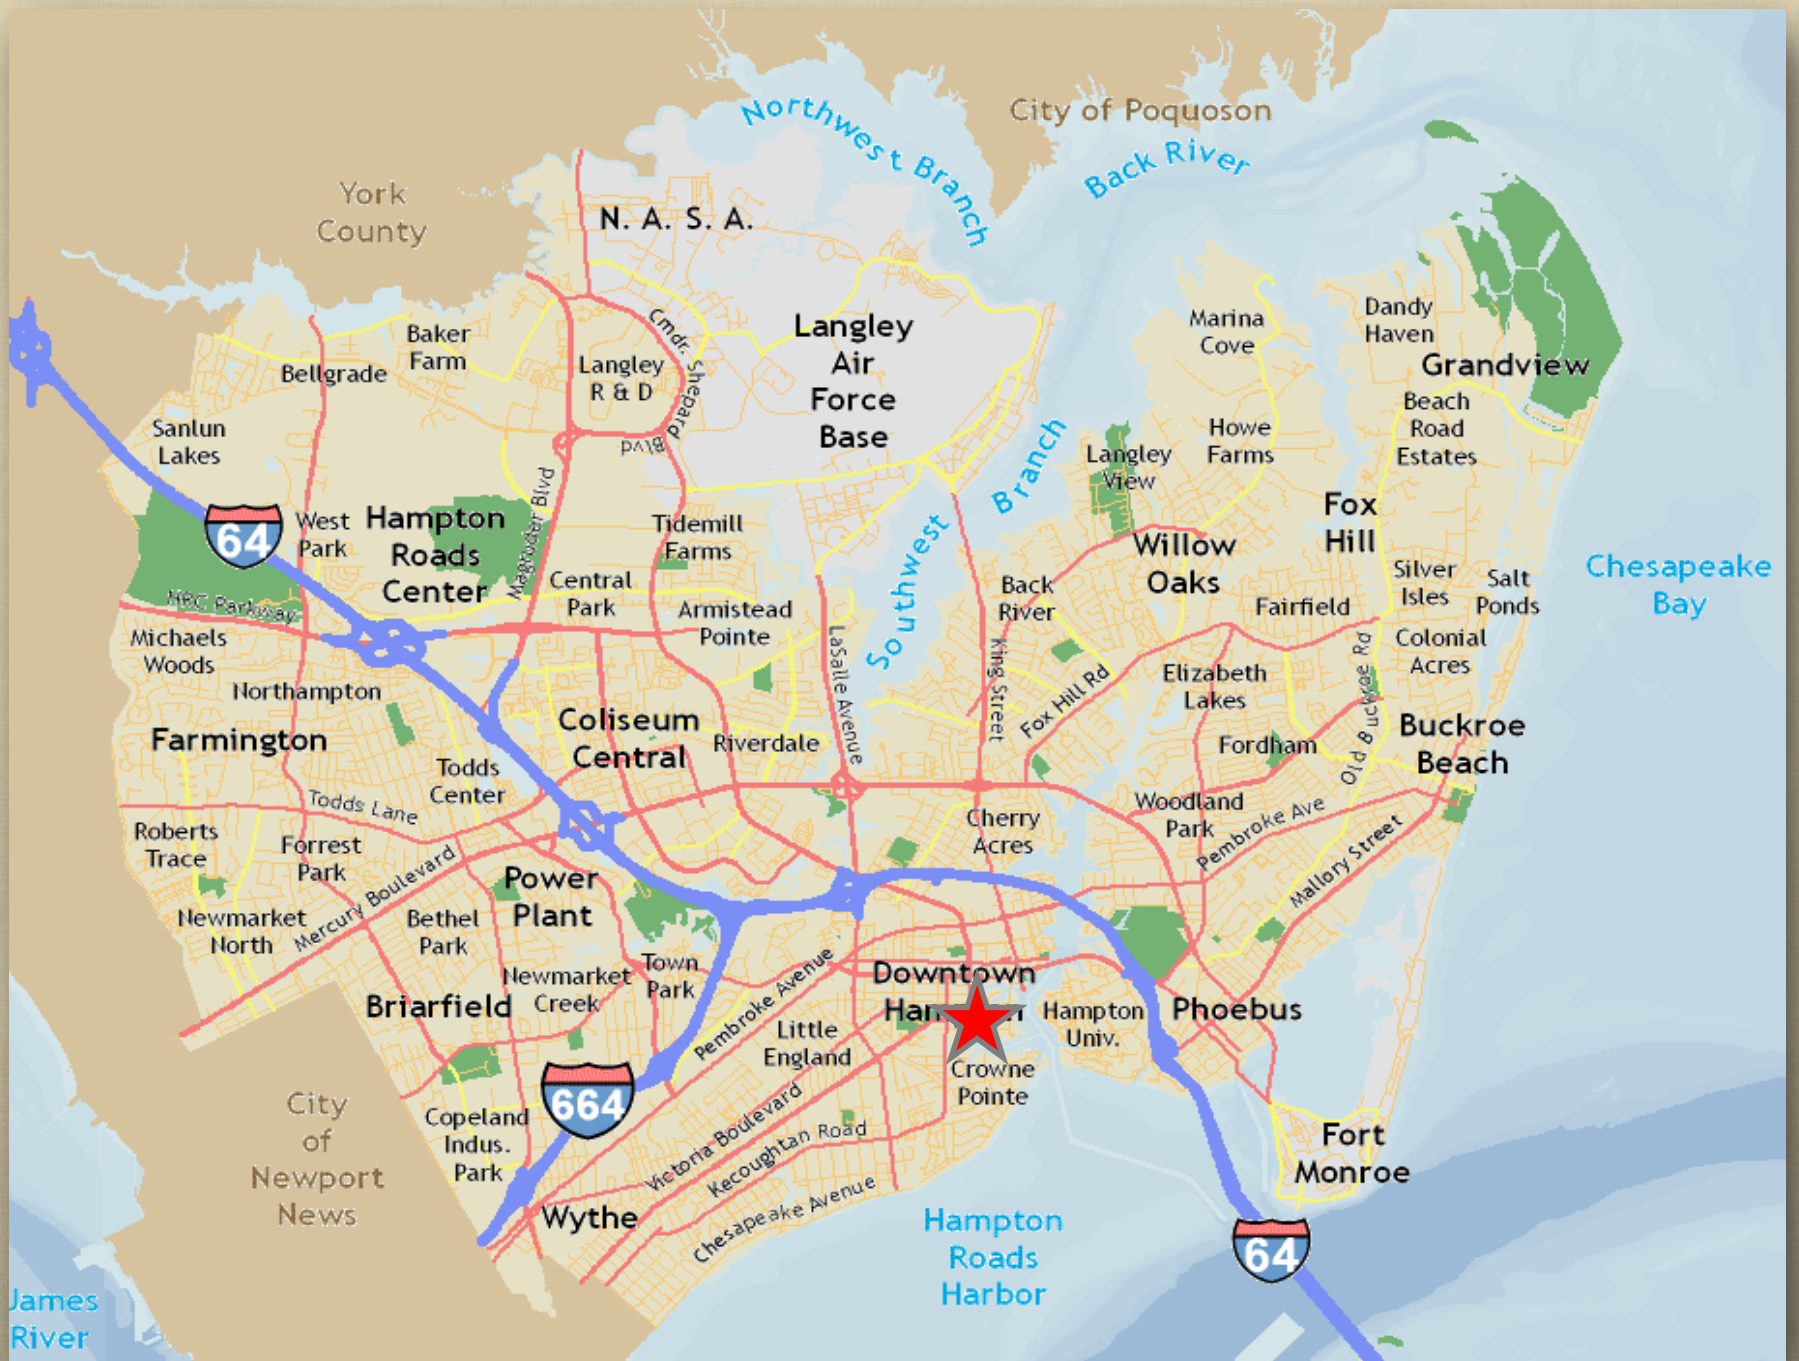 City of Poquoson
Northwest Branch
Back River
York
County
N. A. S. A.
Langley
Air
Force
Base
Cmdr. Shepard Blvd
Baker
Farm
Bellgrade
Langley
R & D
Marina
Cove
Dandy
Haven
Grandview
Beach
Road
Estates
Sanlun
Lakes
Howe
Farms
Langley
View
Southwest Branch
Fox
Hill
64
West
Park
Hampton
Roads
Center
Magruder Blvd
Tidemill
Farms
Willow
Oaks
Central
Park
Armistead
Pointe
Back
River
Fairfield
Silver
Isles
Salt
Ponds
Chesapeake
Bay
HRC Parkway
Michaels
Woods
Northampton
Colonial
Acres
Elizabeth
Lakes
LaSalle Avenue
King Street
Fox Hill Rd
Old Buckroe Rd
Farmington
Coliseum
Central
Riverdale
Fordham
Buckroe
Beach
Todds
Center
Todds Lane
Woodland
Park
Cherry
Acres
Pembroke Ave
Mallory Street
Roberts
Trace
Forrest
Park
Mercury Boulevard
Power
Plant
Newmarket
North
Bethel
Park
Newmarket
Creek
Town
Park
Pembroke Avenue
Downtown
Briarfield
Little
England
Hampton
Univ.
Phoebus
Crowne
Pointe
664
City
of
Newport
News
Copeland
Indus.
Park
Victoria Boulevard
Kecoughtan Road
Chesapeake Avenue
Wythe
Fort
Monroe
Hampton
Roads
Harbor
64
James
River